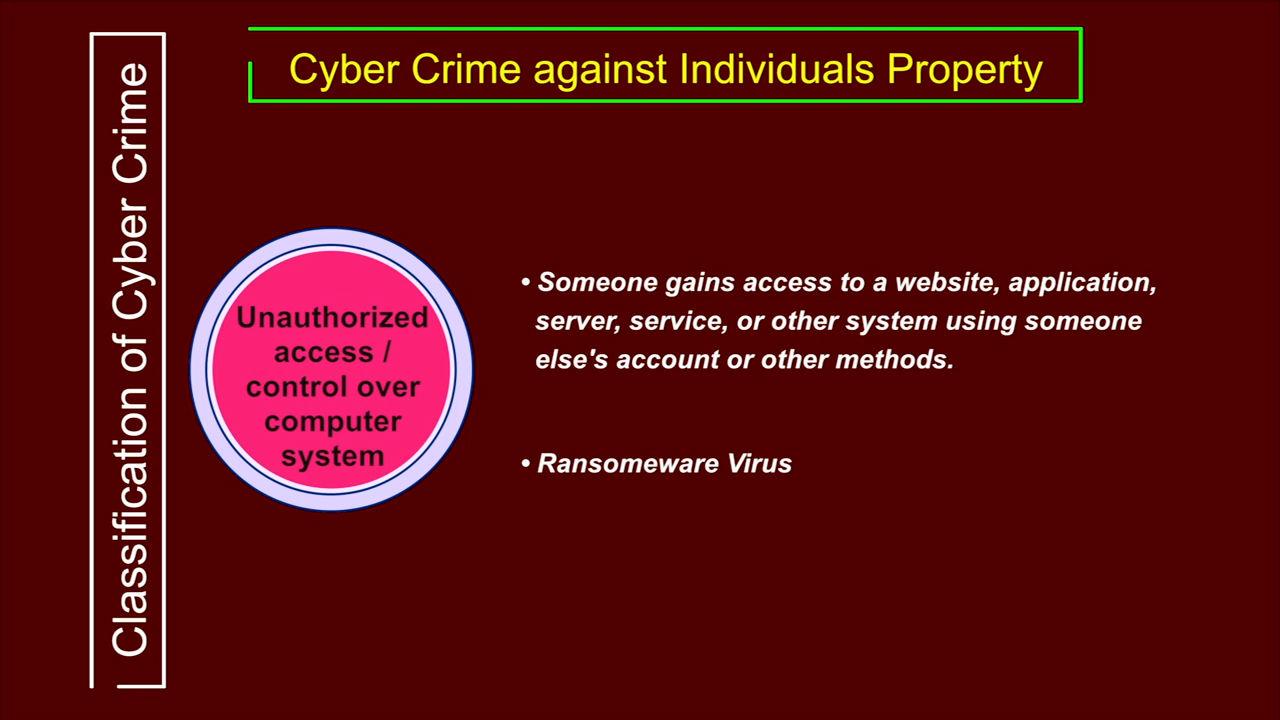 Classification of Cyber Crime
Cyber Crime against Individuals Property
Unauthorized
access /
control over
computer
system
• Someone gains access to a website, application,
server, service, or other system using someone
else's account or other methods.
• Ransomeware Virus